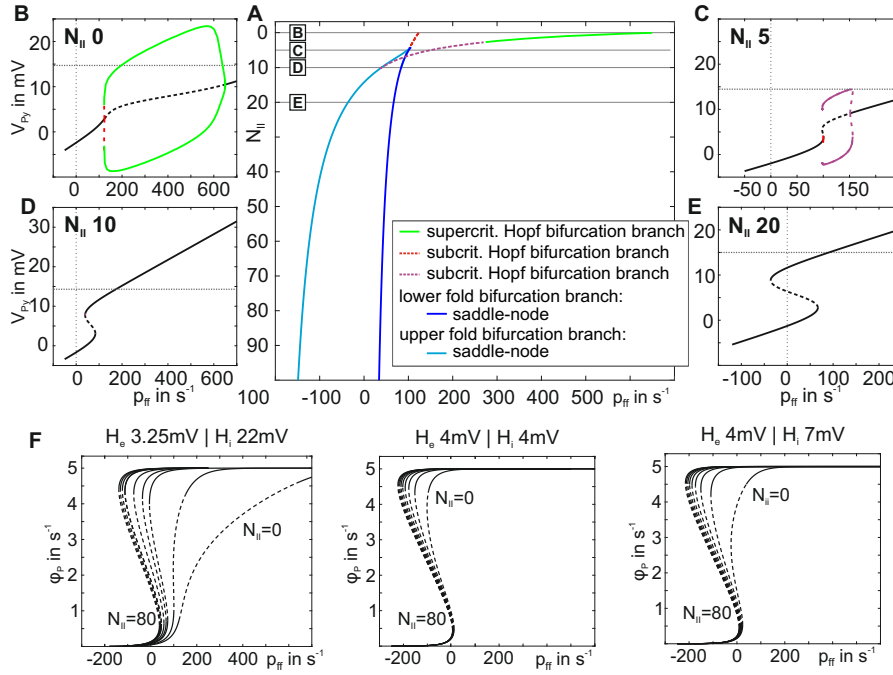 B
N_II 0
V_Py in mV
20
10
0
0
200
400
600
A
B
C
D
E
N_II
0
10
20
30
40
50
60
70
80
90
100
-100
0
100
200
300
400
500
600
p_ff in s^-1
supercrit. Hopf bifurcation branch
subcrit. Hopf bifurcation branch
subcrit. Hopf bifurcation branch
lower fold bifurcation branch:
saddle-node
upper fold bifurcation branch:
saddle-node
C
N_II 5
20
10
0
-50
0
50
150
D
N_II 10
V_Py in mV
30
20
10
0
0
200
400
600
p_ff in s^-1
E
N_II 20
20
10
0
-100
0
100
200
p_ff in s^-1
F
H_e 3.25mV | H_i 22mV
φ_P in s^-1
5
4
3
2
1
N_II=0
N_II=80
-200
0
200
400
600
p_ff in s^-1
H_e 4mV | H_i 4mV
φ_P in s^-1
5
4
3
2
1
N_ii=0
N_II=80
-200
0
200
400
600
p_ff in s^-1
H_e 4mV | H_i 7mV
φ_P in s^-1
5
4
3
2
1
N_ii=0
N_II=80
-200
0
200
400
600
p_ff in s^-1